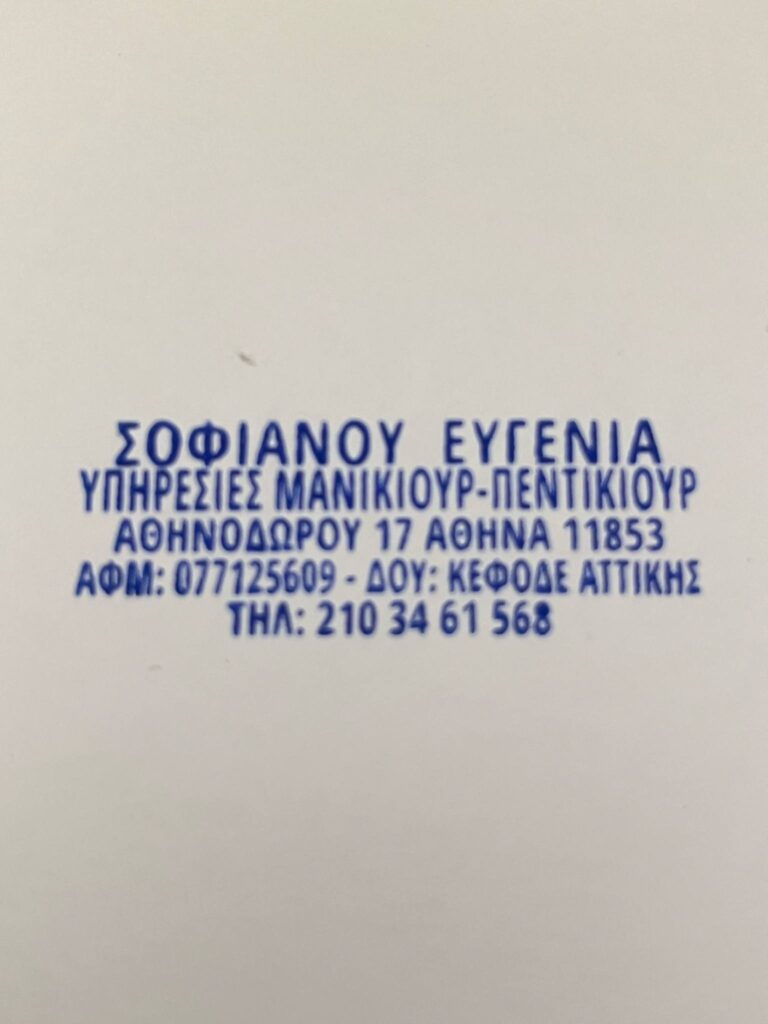 ΣΟΦΙΑΝΟΥ ΕΥΓΕΝΙΑ
ΥΠΗΡΕΣΙΕΣ ΜΑΝΙΚΙΟΥΡ-ΠΕΝΤΙΚΙΟΥΡ
ΑΘΗΝΟΔΩΡΟΥ 17 ΑΘΗΝΑ 11853
ΑΦΜ: 077125609 - ΔΟΥ: ΚΕΦΟΔΕ ΑΤΤΙΚΗΣ
ΤΗΛ: 210 34 61 568